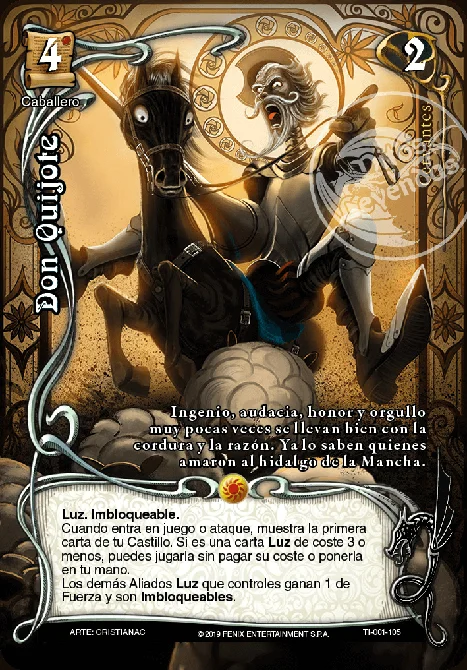 4
2
Caballero
Don Quijote
Ingenio, audacia, honor y orgullo
muy pocas veces se llevan bien con la
cordura y la razón. Ya lo saben quienes
amaron al hidalgo de la Mancha.
Luz. Imbloqueable.
Cuando entra en juego o ataque, muestra la primera
carta de tu Castillo. Si es una carta Luz de coste 3 o
menos, puedes jugarla sin pagar su coste o ponerla
en tu mano.
Los demás Aliados Luz que controles ganan 1 de
Fuerza y son Imbloqueables.
ARTE: CRISTIANAC
© 2019 FENIX ENTERTAINMENT S.P.A.
TI-001-105